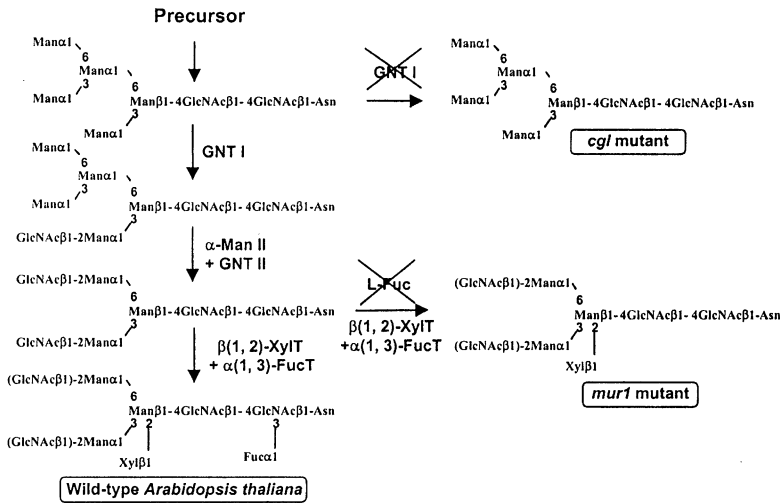 Precursor
Manα1
6
Manα1
3
Manα1
6
Manβ1-4GlcNAcβ1-4GlcNAcβ1-Asn
3
Manα1
GNT I
Manα1
6
Manα1
3
Manα1
6
Manβ1-4GlcNAcβ1-4GlcNAcβ1-Asn
3
Manα1
cgl mutant
GNT I
Manα1
6
Manα1
3
Manα1
6
Manβ1-4GlcNAcβ1-4GlcNAcβ1-Asn
3
GlcNAcβ1-2Manα1
α-Man II
+ GNT II
GlcNAcβ1-2Manα1
6
Manβ1-4GlcNAcβ1-4GlcNAcβ1-Asn
3
GlcNAcβ1-2Manα1
L-Fuc
β(1, 2)-XylT
+α(1, 3)-FucT
(GlcNAcβ1)-2Manα1
6
Manβ1-4GlcNAcβ1-4GlcNAcβ1-Asn
3 2
(GlcNAcβ1)-2Manα1
Xylβ1
mur1 mutant
β(1, 2)-XylT
+ α(1, 3)-FucT
(GlcNAcβ1)-2Manα1
6
Manβ1-4GlcNAcβ1-4GlcNAcβ1-Asn
3 2 3
(GlcNAcβ1)-2Manα1
Xylβ1 Fucα1
Wild-type Arabidopsis thaliana